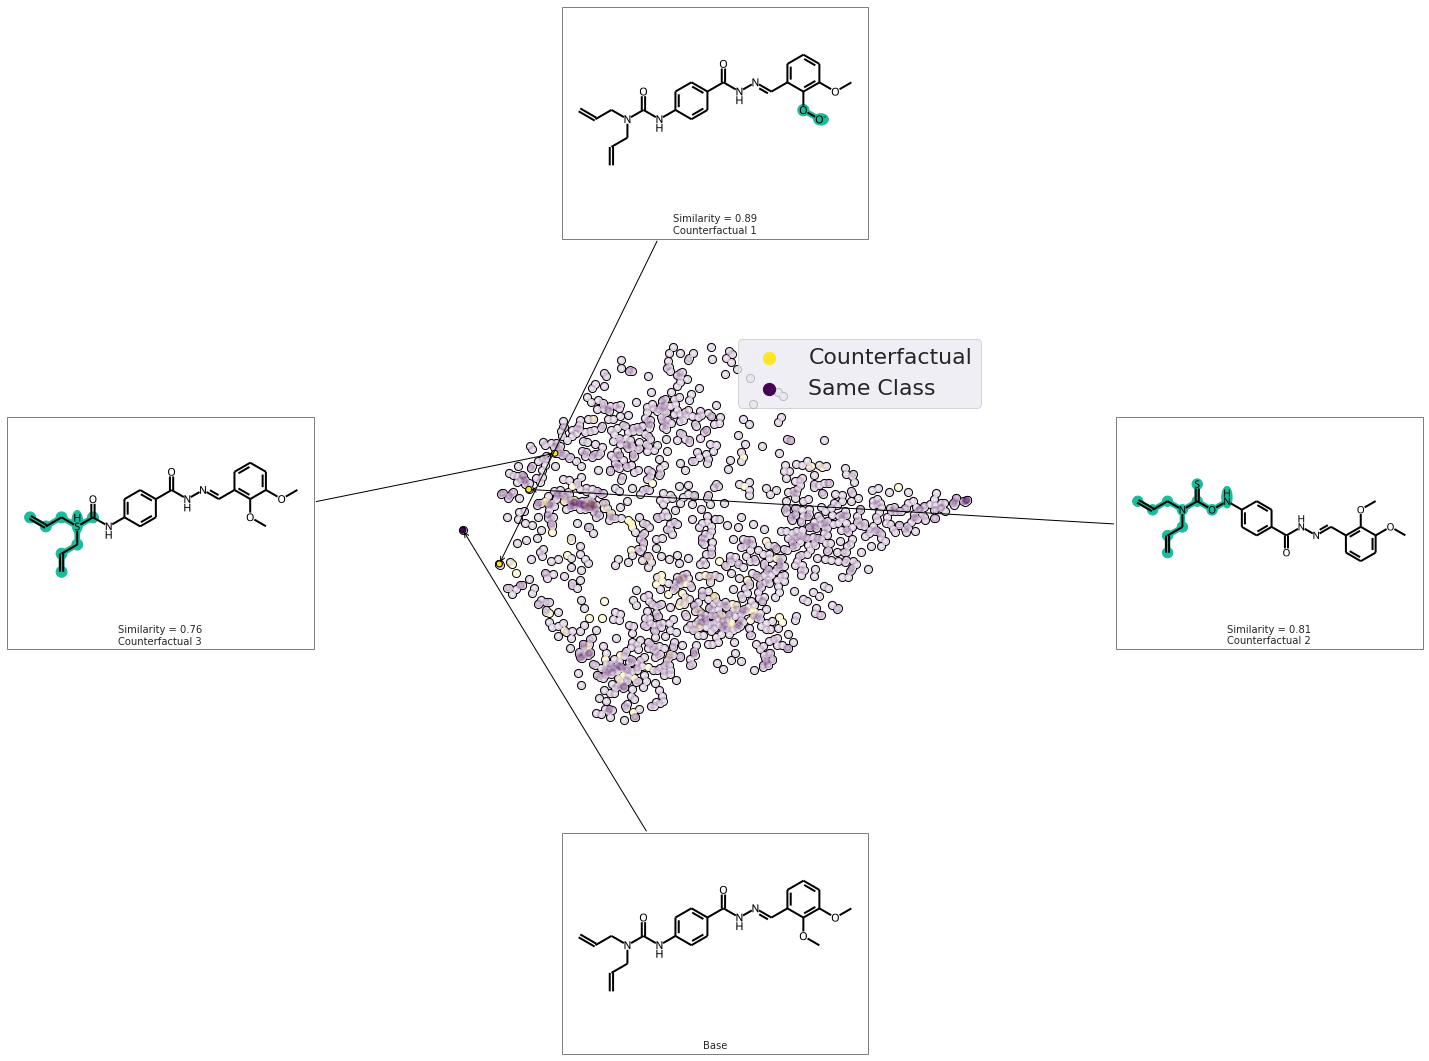 O
O
N
N
H
N
H
O
O
O
Similarity = 0.89
Counterfactual 1
Counterfactual
Same Class
O
O
H
S
N
H
N
H
N
O
O
Similarity = 0.76
Counterfactual 3
S
H
N
O
N
H
N
N
O
O
O
Similarity = 0.81
Counterfactual 2
O
O
N
N
H
N
H
N
O
O
Base